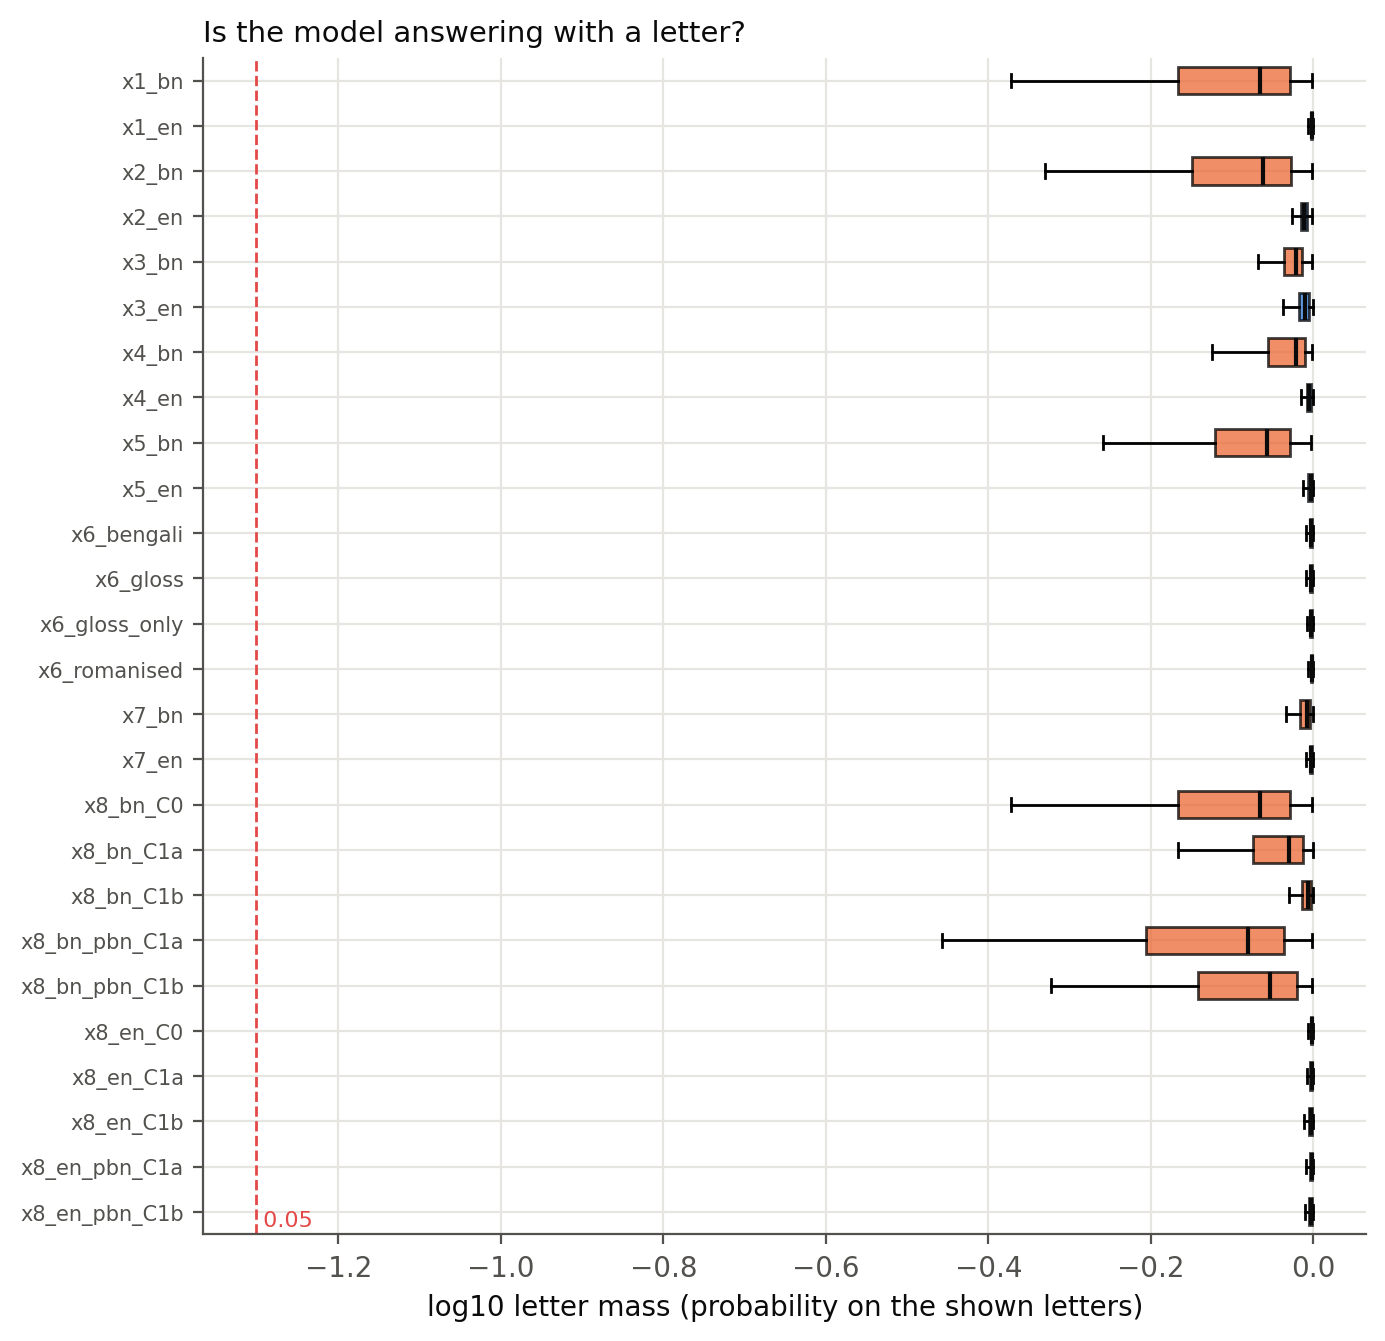 Is the model answering with a letter?
x1_bn
x1_en
x2_bn
x2_en
x3_bn
x3_en
x4_bn
x4_en
x5_bn
x5_en
x6_bengali
x6_gloss
x6_gloss_only
x6_romanised
x7_bn
x7_en
x8_bn_C0
x8_bn_C1a
x8_bn_C1b
x8_bn_pbn_C1a
x8_bn_pbn_C1b
x8_en_C0
x8_en_C1a
x8_en_C1b
x8_en_pbn_C1a
x8_en_pbn_C1b
0.05
−1.2 −1.0 −0.8 −0.6 −0.4 −0.2 0.0
log10 letter mass (probability on the shown letters)